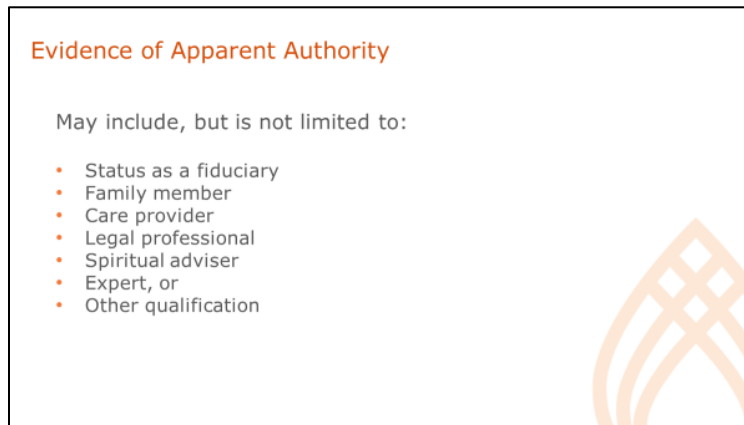 Evidence of Apparent Authority
May include, but is not limited to:
• Status as a fiduciary
• Family member
• Care provider
• Legal professional
• Spiritual adviser
• Expert, or
• Other qualification